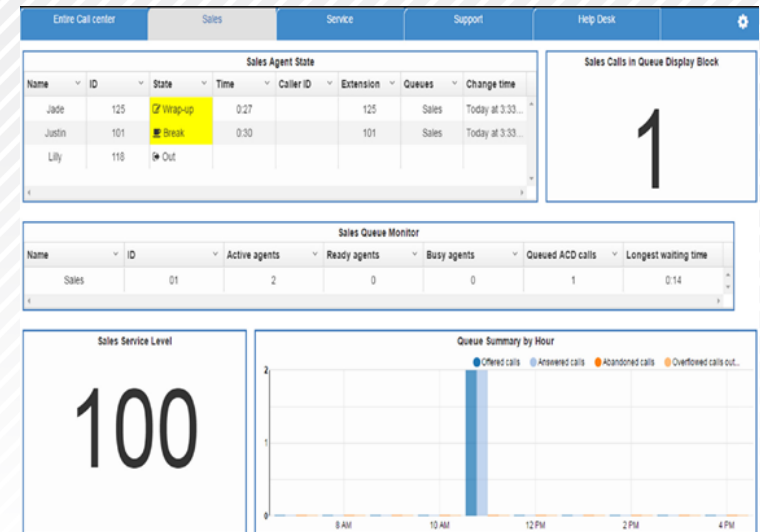 Entire Call center Sales Service Support Help Desk
Sales Agent State
Name ID State Time Caller ID Extension Queues Change time
Jade 125 Wrap-up 0:27 125 Sales Today at 3:33...
Justin 101 Break 0:30 101 Sales Today at 3:33...
Lilly 118 Out
Sales Calls in Queue Display Block
1
Sales Queue Monitor
Name ID Active agents Ready agents Busy agents Queued ACD calls Longest waiting time
Sales 01 2 0 0 1 0:14
Sales Service Level
100
Queue Summary by Hour
Offered calls Answered calls Abandoned calls Overflowed calls out...
2
1
0
8 AM 10 AM 12 PM 2 PM 4 PM